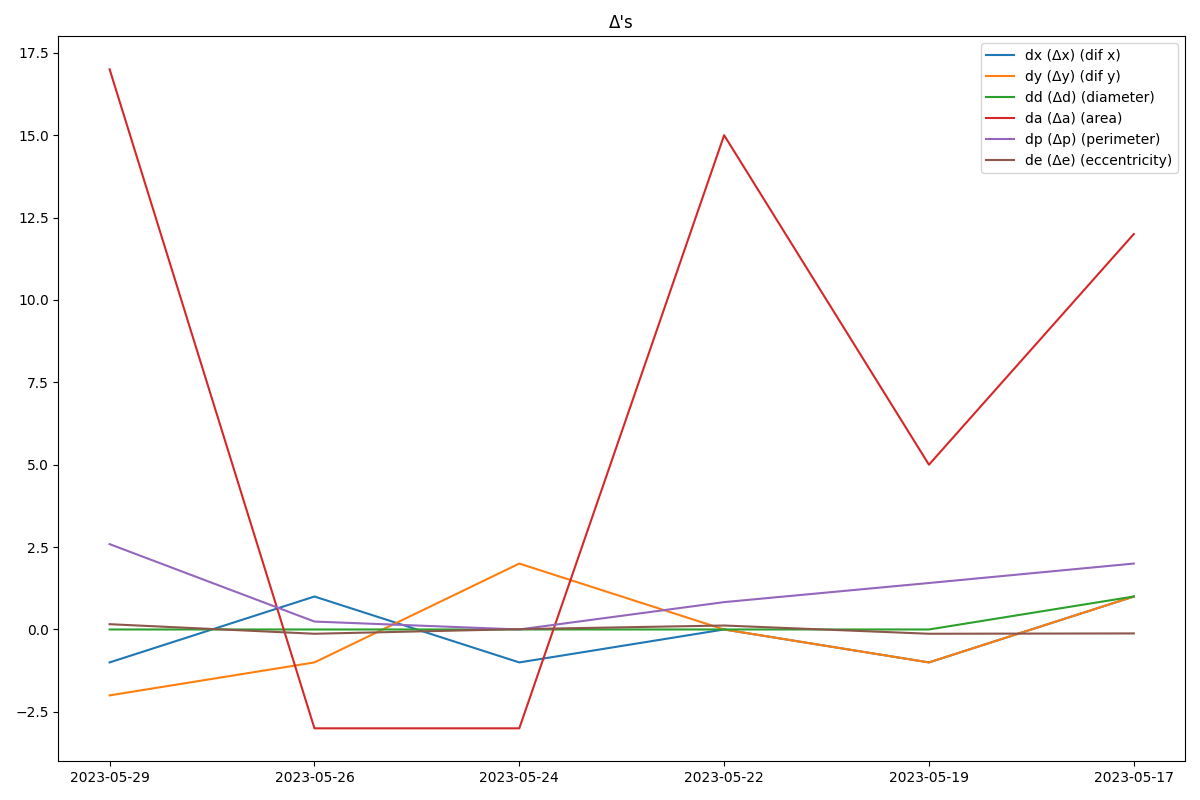 Δ's
17.5
15.0
12.5
10.0
7.5
5.0
2.5
0.0
−2.5
dx (Δx) (dif x)
dy (Δy) (dif y)
dd (Δd) (diameter)
da (Δa) (area)
dp (Δp) (perimeter)
de (Δe) (eccentricity)
2023-05-29 2023-05-26 2023-05-24 2023-05-22 2023-05-19 2023-05-17